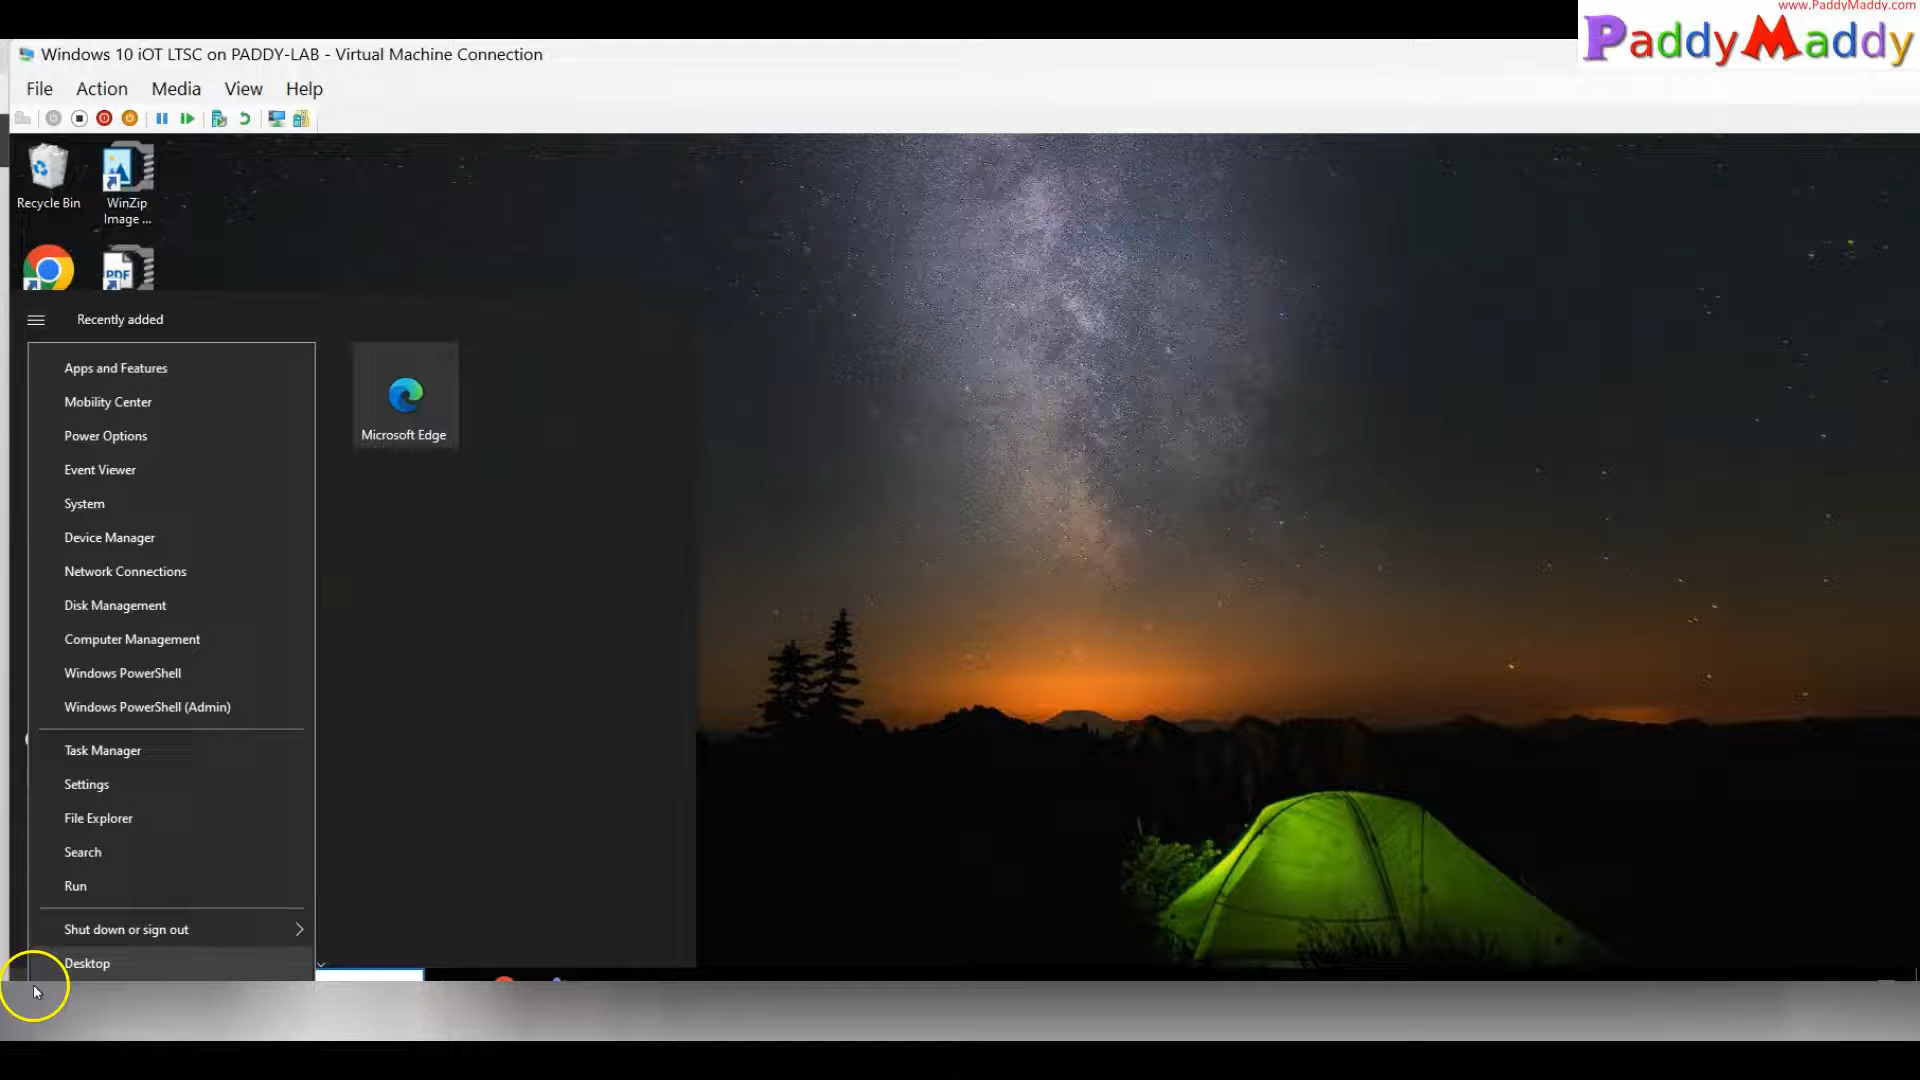 www.PaddyMaddy.com
PaddyMaddy
Windows 10 iOT LTSC on PADDY-LAB - Virtual Machine Connection
File Action Media View Help
Recycle Bin
WinZip
Image ...
PDF
Recently added
Apps and Features
Mobility Center
Power Options
Event Viewer
System
Device Manager
Network Connections
Disk Management
Computer Management
Windows PowerShell
Windows PowerShell (Admin)
Task Manager
Settings
File Explorer
Search
Run
Shut down or sign out
Desktop
Microsoft Edge